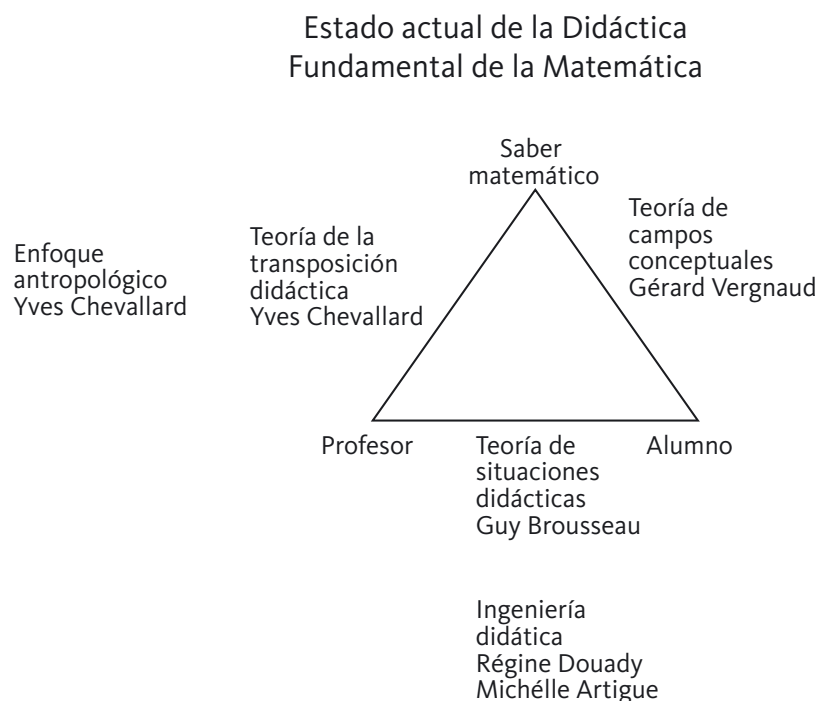 Estado actual de la Didáctica
Fundamental de la Matemática
Saber
matemático
Enfoque
antropológico
Yves Chevallard
Teoría de la
transposición
didáctica
Yves Chevallard
Teoría de
campos
conceptuales
Gérard Vergnaud
Profesor
Teoría de
situaciones
didácticas
Guy Brousseau
Alumno
Ingeniería
didática
Régine Douady
Michélle Artigue